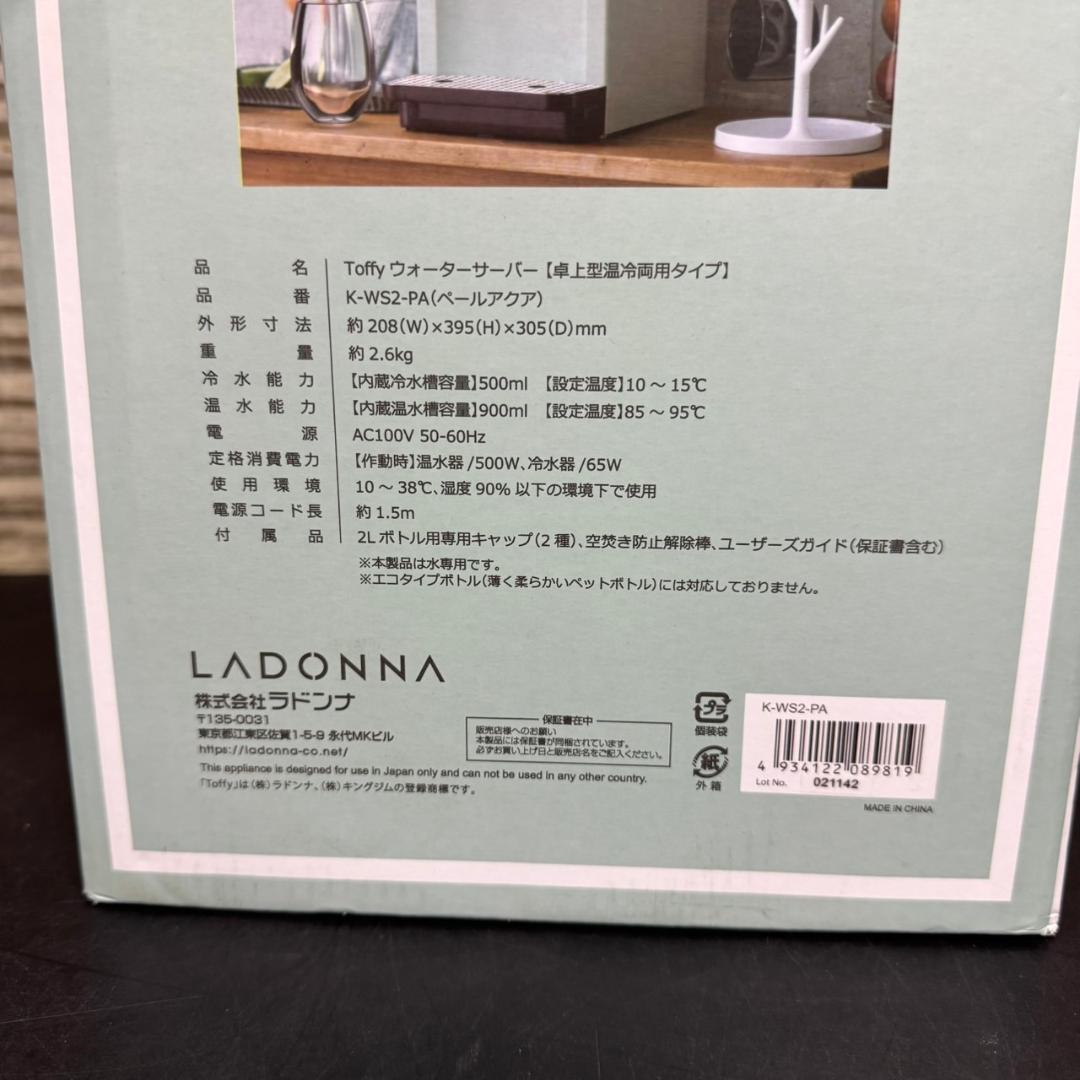 品名 Toffy ウォーターサーバー【卓上型温冷両用タイプ】
品番 K-WS2-PA(ペールアクア)
外形寸法 約208(W)×395(H)×305(D)mm
重量 約2.6kg
冷水能力 【内蔵冷水槽容量】500ml 【設定温度】10～15℃
温水能力 【内蔵温水槽容量】900ml 【設定温度】85～95℃
電源 AC100V 50-60Hz
定格消費電力 【作動時】温水器/500W、冷水器/65W
使用環境 10～38℃、湿度90%以下の環境下で使用
電源コード長 約1.5m
付属品 2Lボトル用専用キャップ(2種)、空焚き防止解除棒、ユーザーズガイド(保証書含む)
※本製品は水専用です。
※エコタイプボトル(薄く柔らかいペットボトル)には対応しておりません。
LADONNA
株式会社ラドンナ
〒135-0031
東京都江東区佐賀1-5-9 永代MKビル
https://ladonna-co.net/
This appliance is designed for use in Japan only and can not be used in any other country.
「Toffy」は(株)ラドンナ、(株)キングジムの登録商標です。
保証書在中
販売店様へのお願い
本製品には保証書が同梱されています。
必ずお買い上げ日と販売店名をご記入ください。
プラ
個装袋
紙
外箱
K-WS2-PA
4 934122 089819
Lot No. 021142
MADE IN CHINA